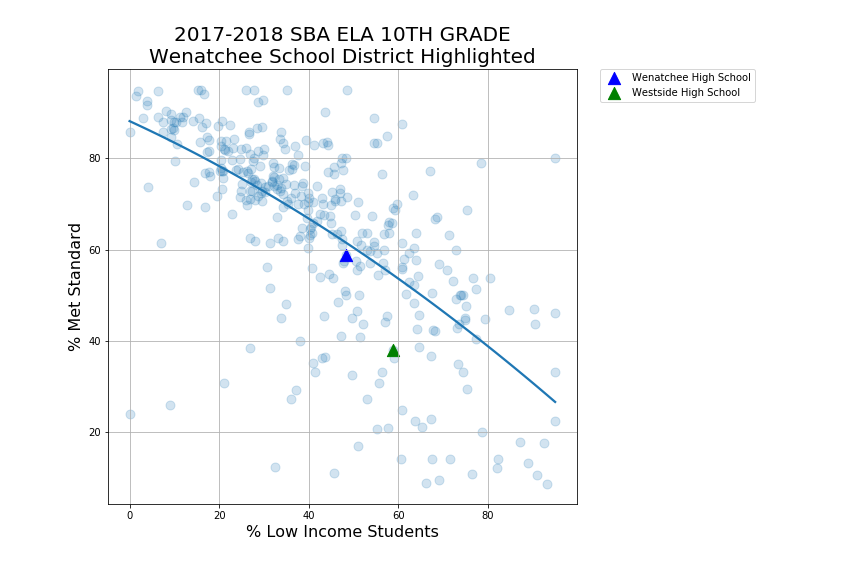 2017-2018 SBA ELA 10TH GRADE
Wenatchee School District Highlighted
Wenatchee High School
Westside High School
% Met Standard
80
60
40
20
0
20
40
60
80
% Low Income Students